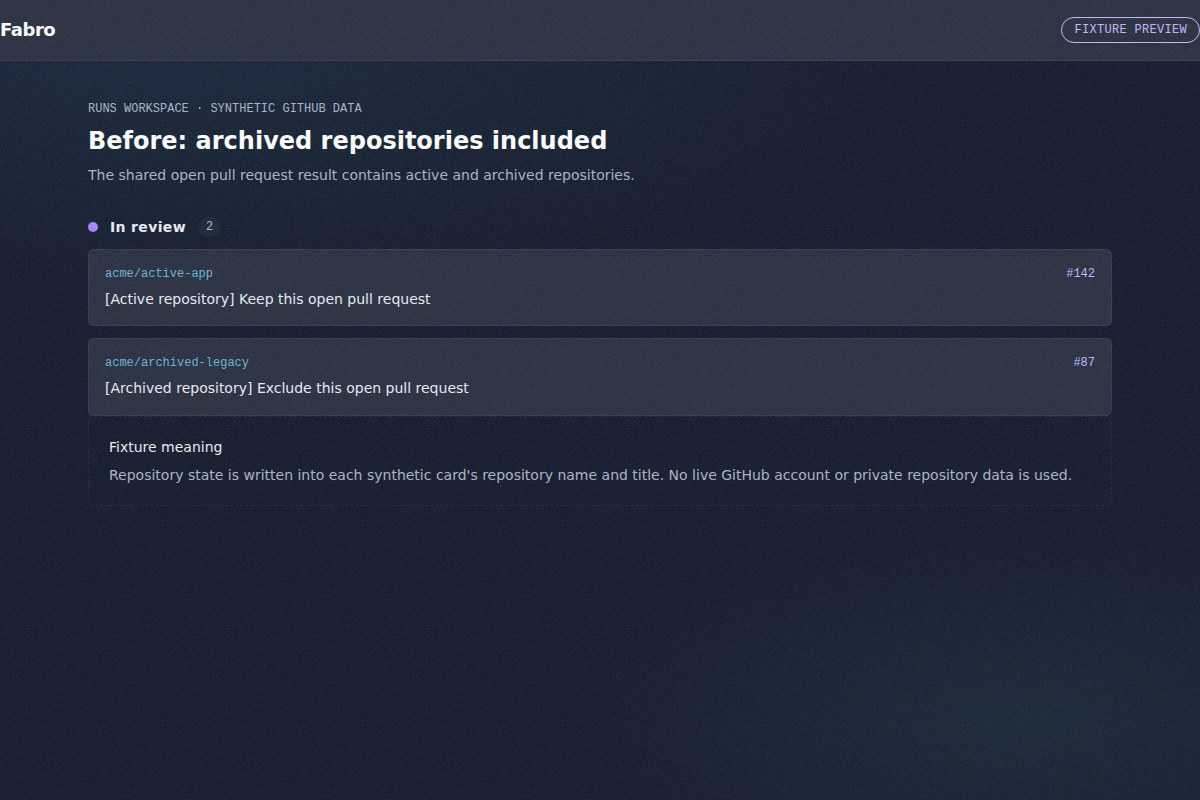 Fabro
FIXTURE PREVIEW
RUNS WORKSPACE · SYNTHETIC GITHUB DATA
Before: archived repositories included
The shared open pull request result contains active and archived repositories.
In review 2
acme/active-app #142
[Active repository] Keep this open pull request
acme/archived-legacy #87
[Archived repository] Exclude this open pull request
Fixture meaning
Repository state is written into each synthetic card's repository name and title. No live GitHub account or private repository data is used.